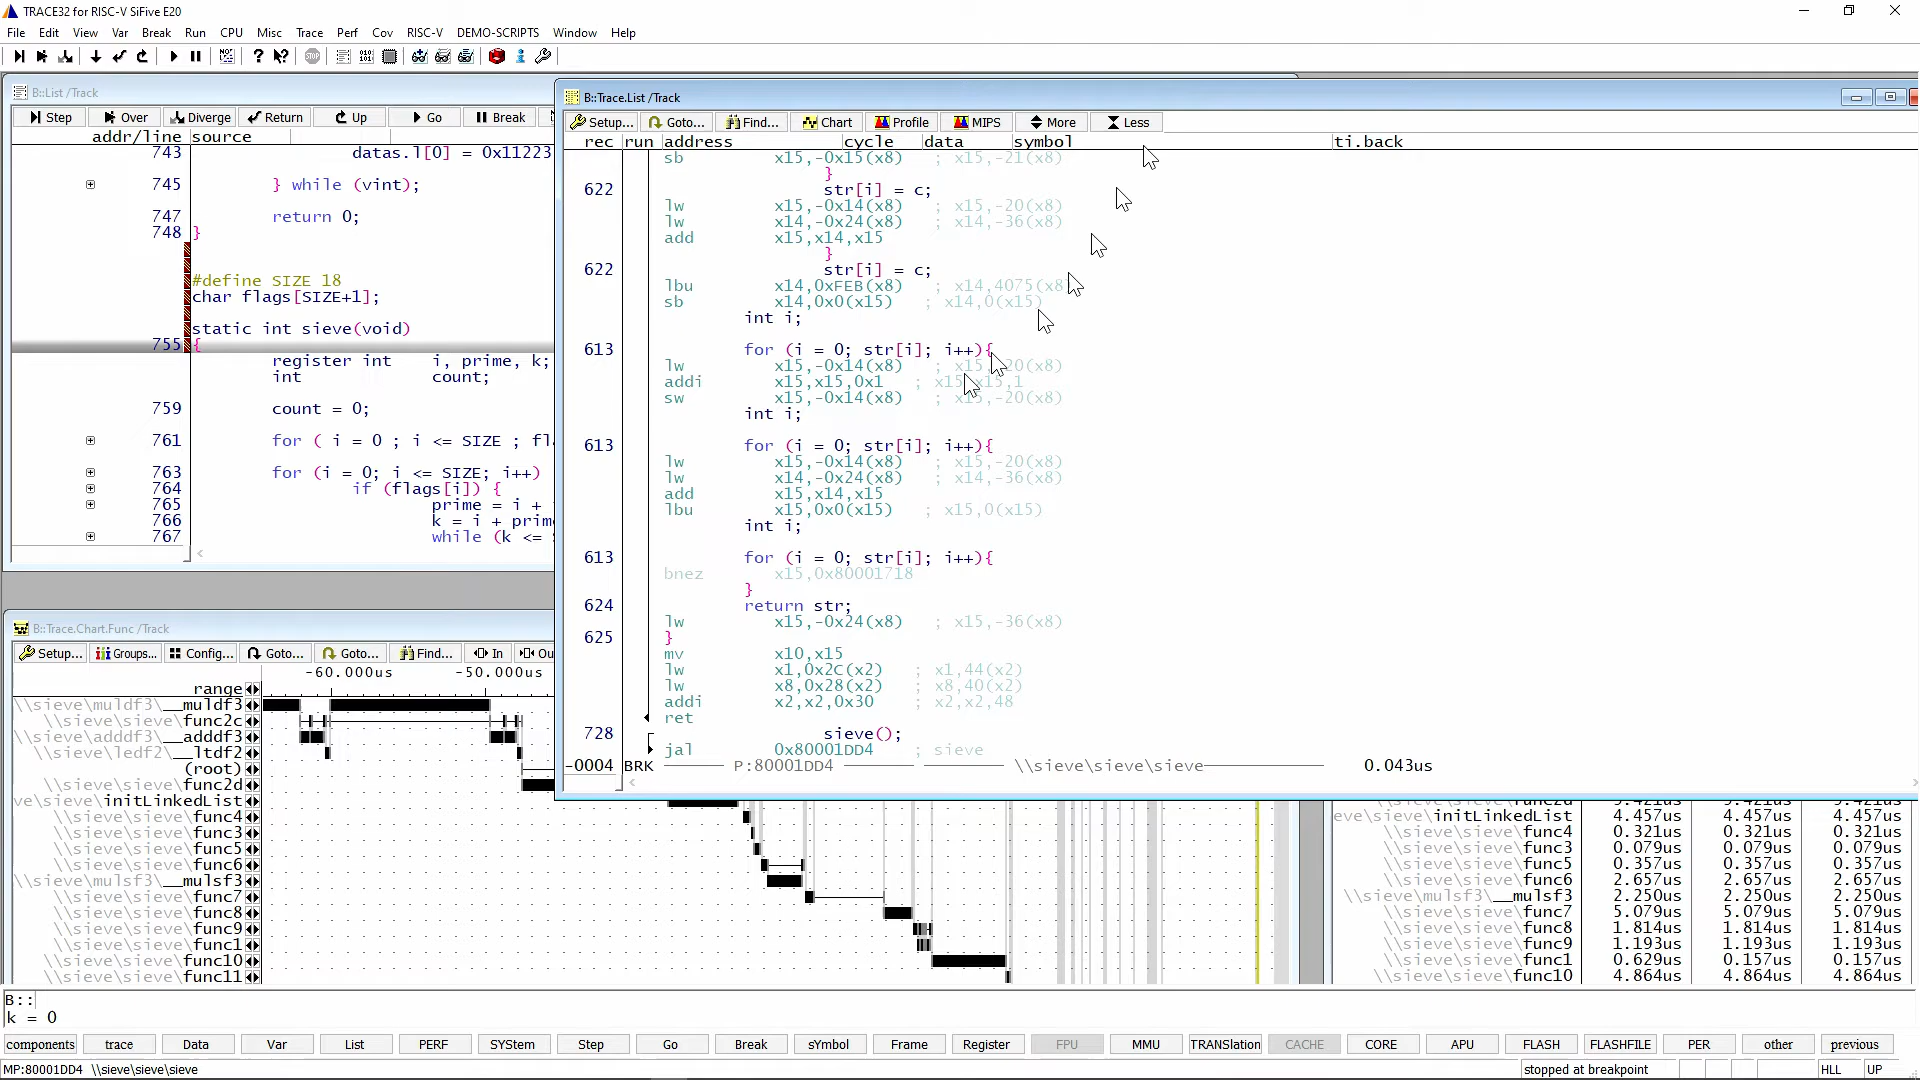 TRACE32 for RISC-V SiFive E20
File Edit View Var Break Run CPU Misc Trace Perf Cov RISC-V DEMO-SCRIPTS Window Help
B::List /Track
Step Over Diverge Return Up Go Break
addr/line source
743 datas.l[0] = 0x11223
745 } while (vint);
747 return 0;
748 }
#define SIZE 18
char flags[SIZE+1];
static int sieve(void)
755 {
register int i, prime, k;
int count;
759 count = 0;
761 for ( i = 0 ; i <= SIZE ; fl
763 for (i = 0; i <= SIZE; i++)
764 if (flags[i]) {
765 prime = i +
766 k = i + prim
767 while (k <=
B::Trace.List /Track
Setup... Goto... Find... Chart Profile MIPS More Less
rec run address cycle data symbol ti.back
sb x15,-0x15(x8) ; x15,-21(x8)
}
622 str[i] = c;
lw x15,-0x14(x8) ; x15,-20(x8)
lw x14,-0x24(x8) ; x14,-36(x8)
add x15,x14,x15
}
622 str[i] = c;
lbu x14,0xFEB(x8) ; x14,4075(x8
sb x14,0x0(x15) ; x14,0(x15)
int i;
613 for (i = 0; str[i]; i++){
lw x15,-0x14(x8) ; x15,-20(x8)
addi x15,x15,0x1 ; x15,x15,1
sw x15,-0x14(x8) ; x15,-20(x8)
int i;
613 for (i = 0; str[i]; i++){
lw x15,-0x14(x8) ; x15,-20(x8)
lw x14,-0x24(x8) ; x14,-36(x8)
add x15,x14,x15
lbu x15,0x0(x15) ; x15,0(x15)
int i;
613 for (i = 0; str[i]; i++){
bnez x15,0x80001718
}
624 return str;
lw x15,-0x24(x8) ; x15,-36(x8)
625 }
mv x10,x15
lw x1,0x2C(x2) ; x1,44(x2)
lw x8,0x28(x2) ; x8,40(x2)
addi x2,x2,0x30 ; x2,x2,48
ret
728 sieve();
jal 0x80001DD4 ; sieve
-0004 BRK P:80001DD4 \\sieve\sieve\sieve 0.043us
B::Trace.Chart.Func /Track
Setup... Groups... Config... Goto... Goto... Find... In Ou
-60.000us -50.000us
range
\\sieve\muldf3\__muldf3
\\sieve\sieve\func2c
\\sieve\adddf3\__adddf3
\\sieve\ledf2\__ltdf2
(root)
\\sieve\sieve\func2d
ve\sieve\initLinkedList
\\sieve\sieve\func4
\\sieve\sieve\func3
\\sieve\sieve\func5
\\sieve\sieve\func6
\\sieve\mulsf3\__mulsf3
\\sieve\sieve\func7
\\sieve\sieve\func8
\\sieve\sieve\func9
\\sieve\sieve\func1
\\sieve\sieve\func10
\\sieve\sieve\func11
eve\sieve\initLinkedList 4.457us 4.457us 4.457us
\\sieve\sieve\func4 0.321us 0.321us 0.321us
\\sieve\sieve\func3 0.079us 0.079us 0.079us
\\sieve\sieve\func5 0.357us 0.357us 0.357us
\\sieve\sieve\func6 2.657us 2.657us 2.657us
\\sieve\mulsf3\__mulsf3 2.250us 2.250us 2.250us
\\sieve\sieve\func7 5.079us 5.079us 5.079us
\\sieve\sieve\func8 1.814us 1.814us 1.814us
\\sieve\sieve\func9 1.193us 1.193us 1.193us
\\sieve\sieve\func1 0.629us 0.157us 0.157us
\\sieve\sieve\func10 4.864us 4.864us 4.864us
B::
k = 0
components trace Data Var List PERF SYStem Step Go Break sYmbol Frame Register FPU MMU TRANSlation CACHE CORE APU FLASH FLASHFILE PER other previous
MP:80001DD4 \\sieve\sieve\sieve stopped at breakpoint HLL UP